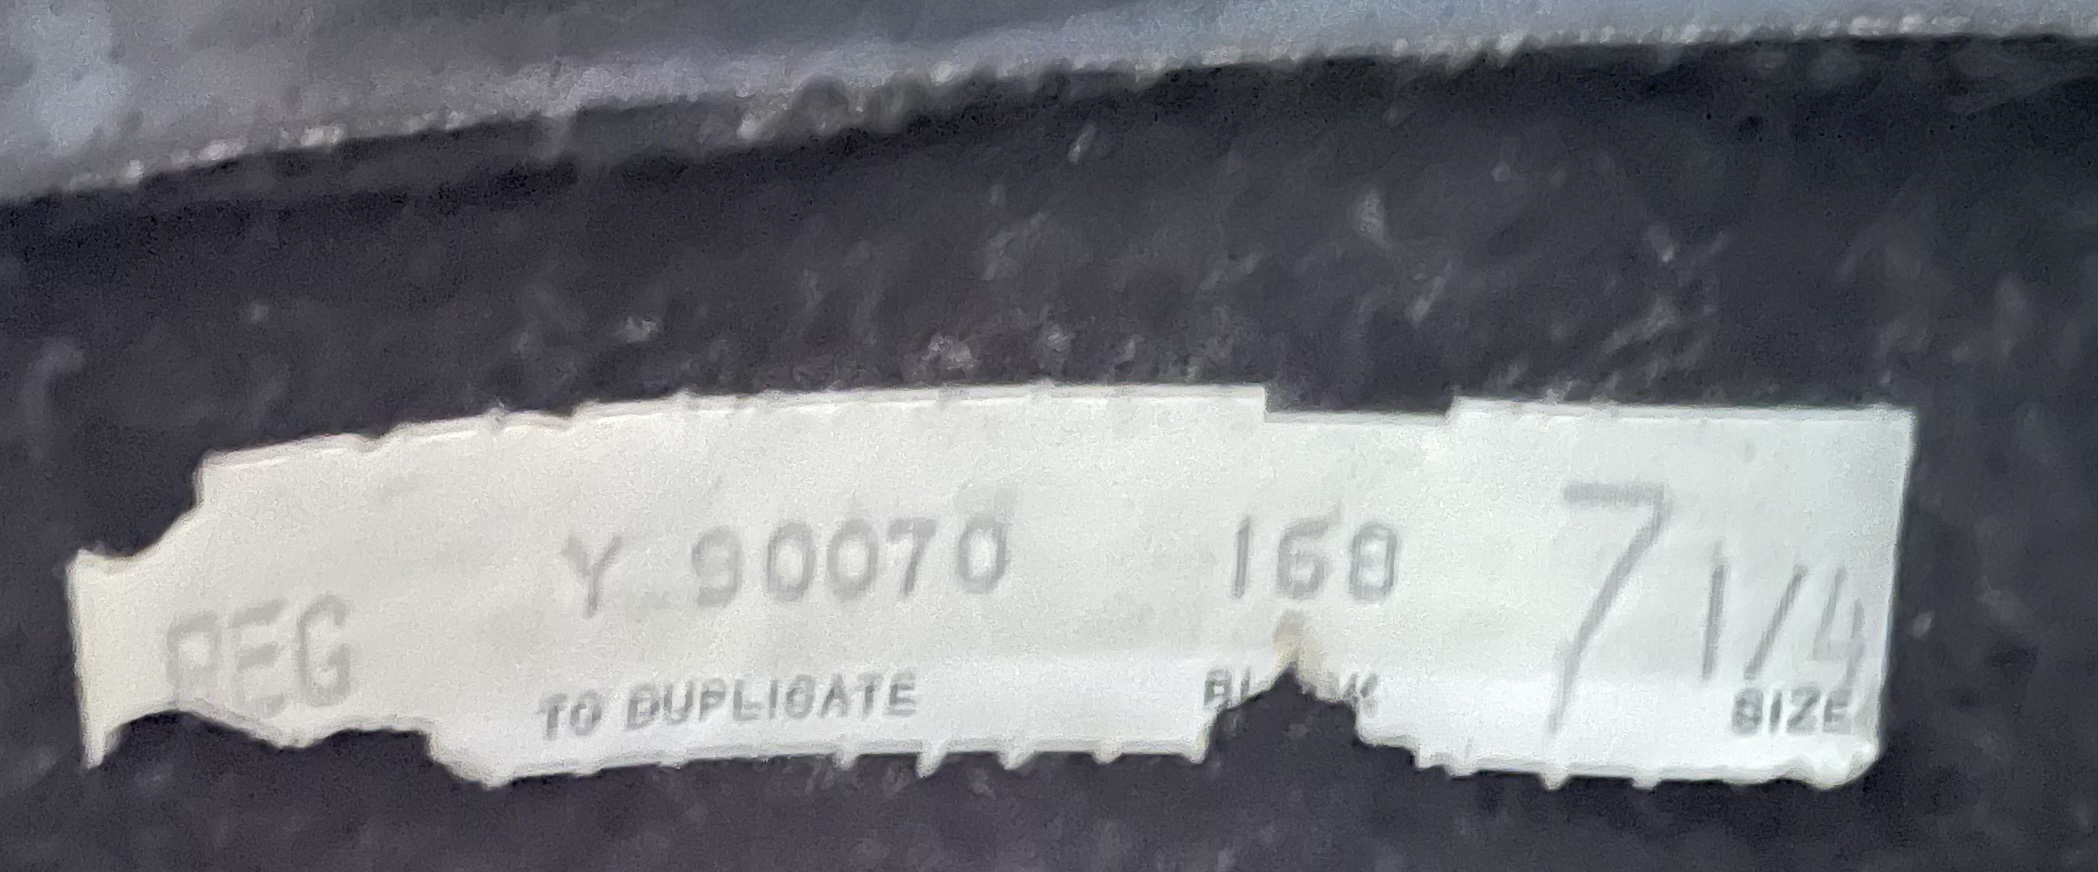 REG Y 90070 168 7 1/4
TO DUPLICATE SIZE